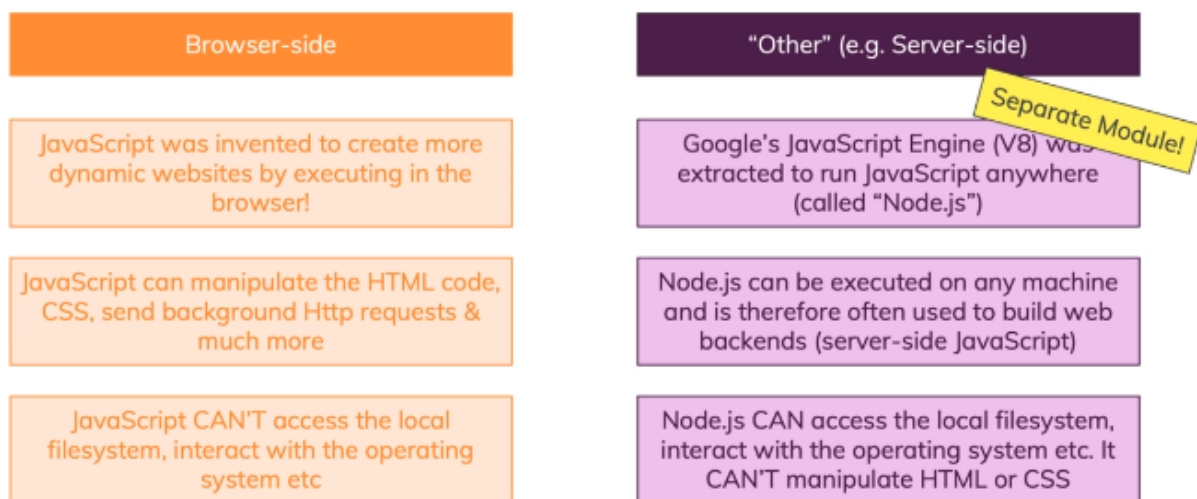 Browser-side
JavaScript was invented to create more
dynamic websites by executing in the
browser!
JavaScript can manipulate the HTML code,
CSS, send background Http requests &
much more
JavaScript CAN'T access the local
filesystem, interact with the operating
system etc
“Other” (e.g. Server-side)
Separate Module!
Google's JavaScript Engine (V8) was
extracted to run JavaScript anywhere
(called “Node.js”)
Node.js can be executed on any machine
and is therefore often used to build web
backends (server-side JavaScript)
Node.js CAN access the local filesystem,
interact with the operating system etc. It
CAN'T manipulate HTML or CSS